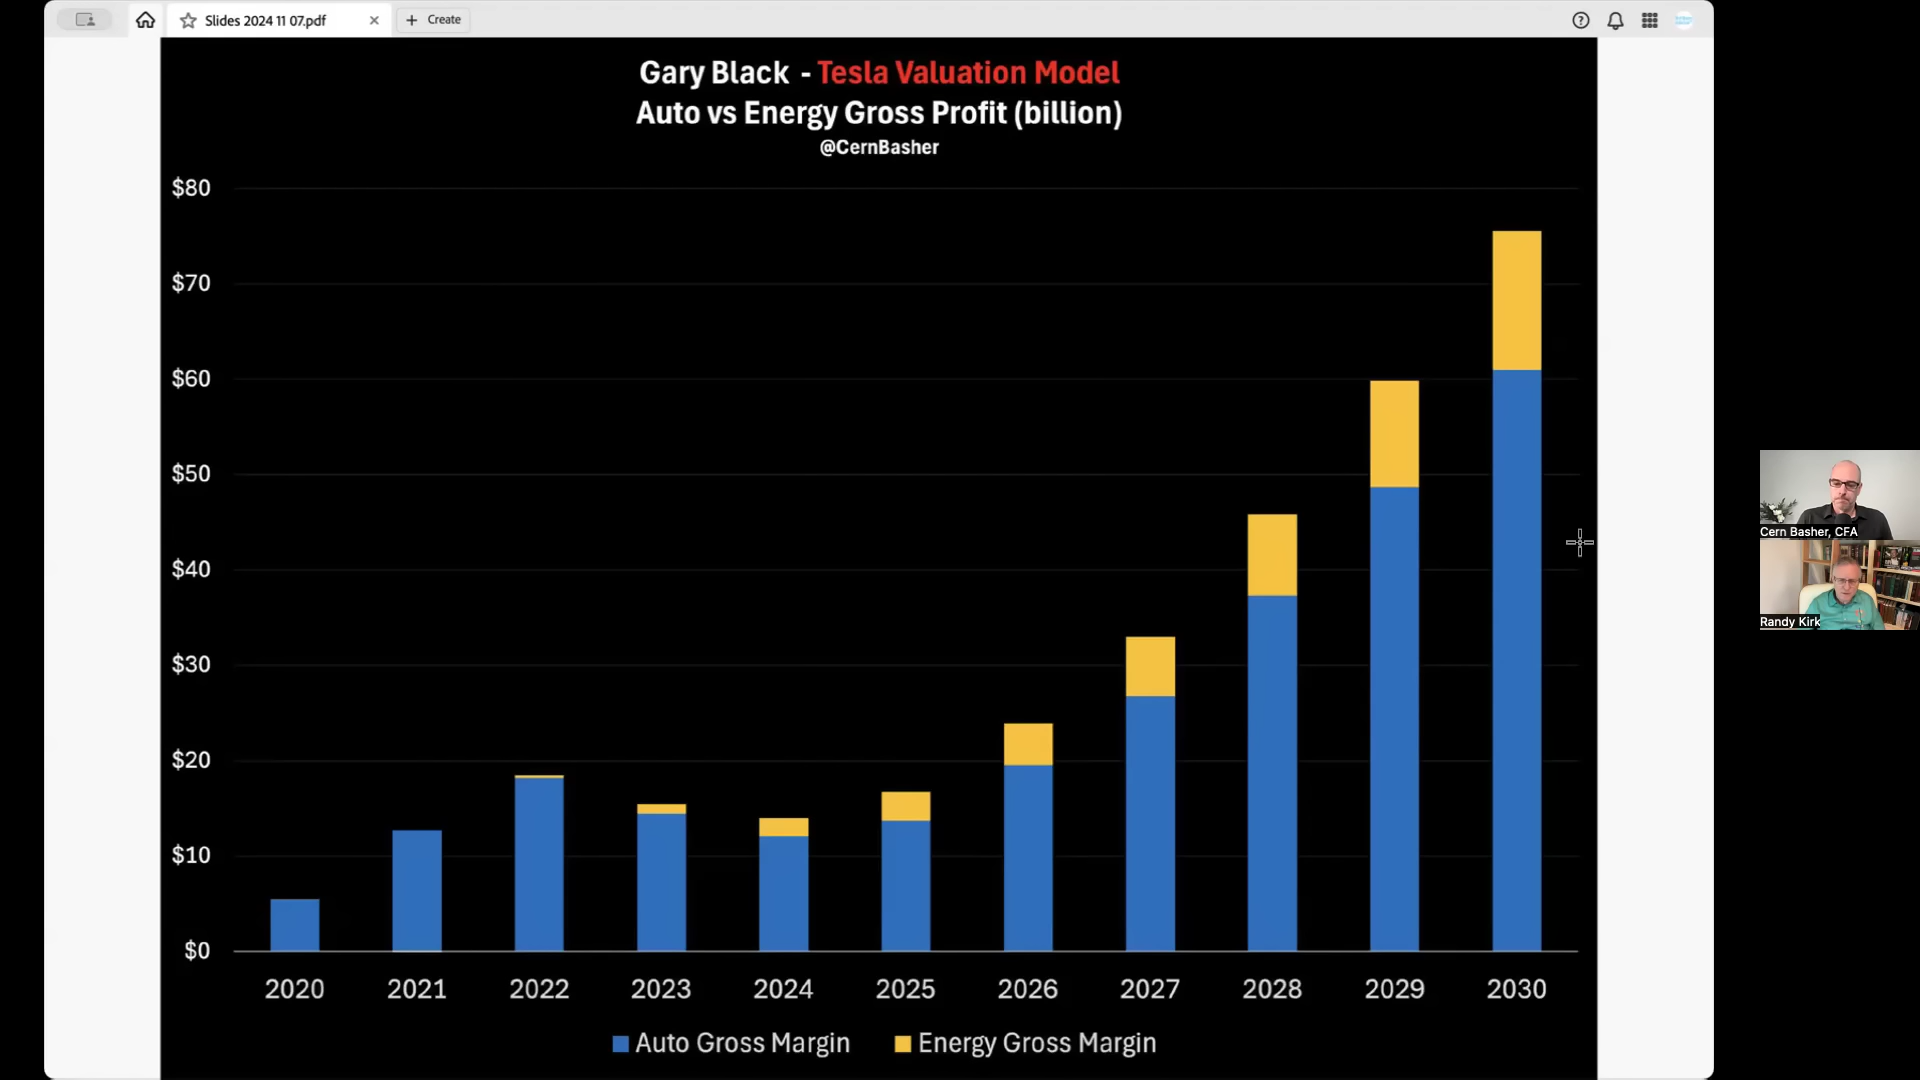 Slides 2024 11 07.pdf
Create
Gary Black - Tesla Valuation Model
Auto vs Energy Gross Profit (billion)
@CernBasher
$80
$70
$60
$50
$40
$30
$20
$10
$0
2020 2021 2022 2023 2024 2025 2026 2027 2028 2029 2030
Auto Gross Margin Energy Gross Margin
Cern Basher, CFA
Randy Kirk